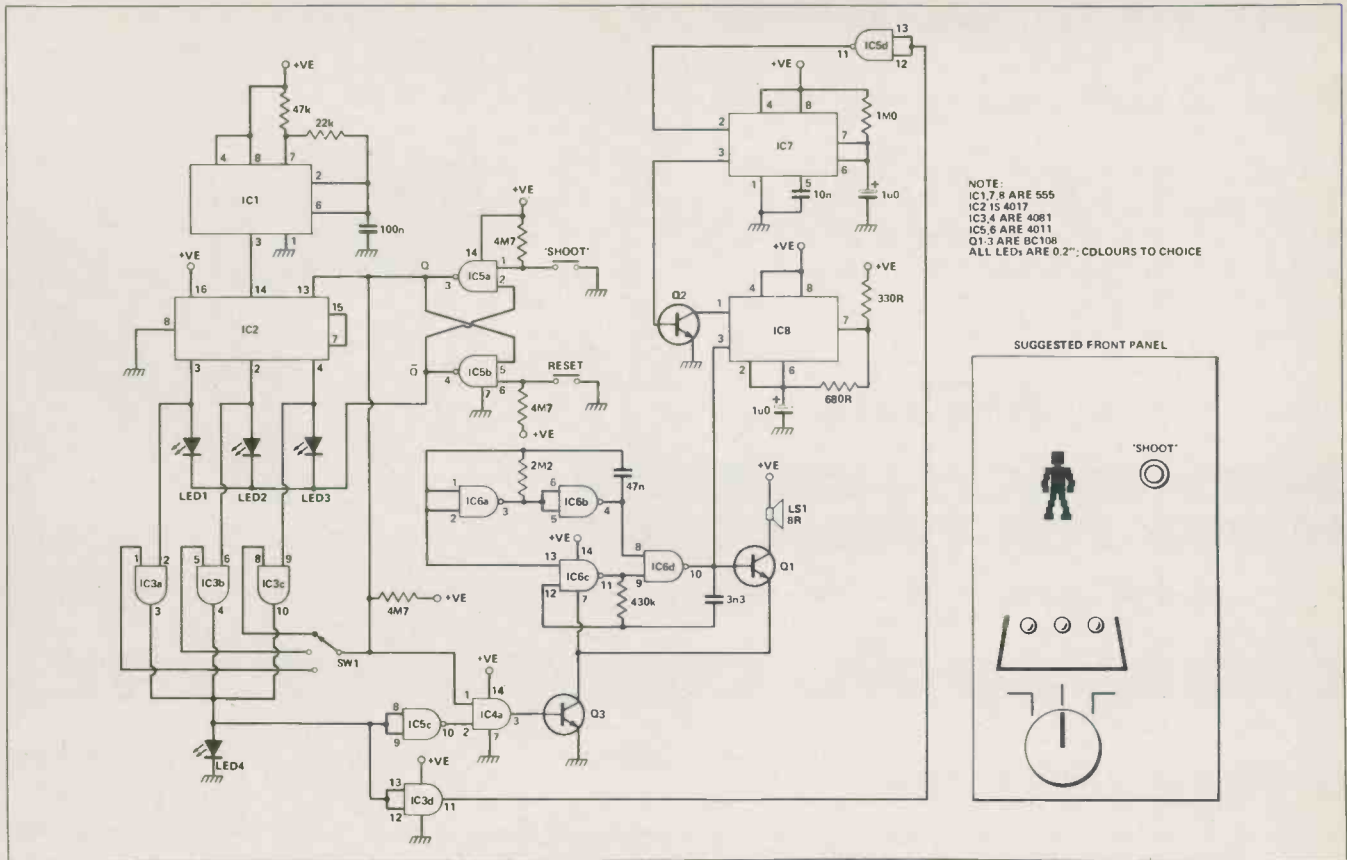 +VE
47k
22k
4
8
7
2
6
IC1
3
1
100n
+VE
16
14
13
15
7
8
IC2
3
2
4
LED1
LED2
LED3
1
2
5
6
8
9
IC3a
IC3b
IC3c
3
4
10
SW1
LED4
+VE
4M7
'SHOOT'
14
1
2
IC5a
3
Q
Q̅
IC5b
4
5
6
7
RESET
4M7
+VE
2M2
47n
1
2
IC6a
3
6
5
IC6b
4
13
12
+VE
14
IC6c
11
7
430k
8
9
IC6d
10
3n3
Q1
+VE
LS1
8R
4M7
+VE
8
9
IC5c
10
+VE
1
14
2
IC4a
3
7
Q3
13
12
+VE
IC3d
11
13
12
IC5d
11
+VE
4
8
1M0
2
3
7
6
IC7
1
5
10n
+
1u0
+VE
4
8
+VE
330R
Q2
1
3
IC8
7
2
6
+
1u0
680R
NOTE:
IC1,7,8 ARE 555
IC2 IS 4017
IC3,4 ARE 4081
IC5,6 ARE 4011
Q1-3 ARE BC108
ALL LEDs ARE 0.2"; COLOURS TO CHOICE
SUGGESTED FRONT PANEL
'SHOOT'